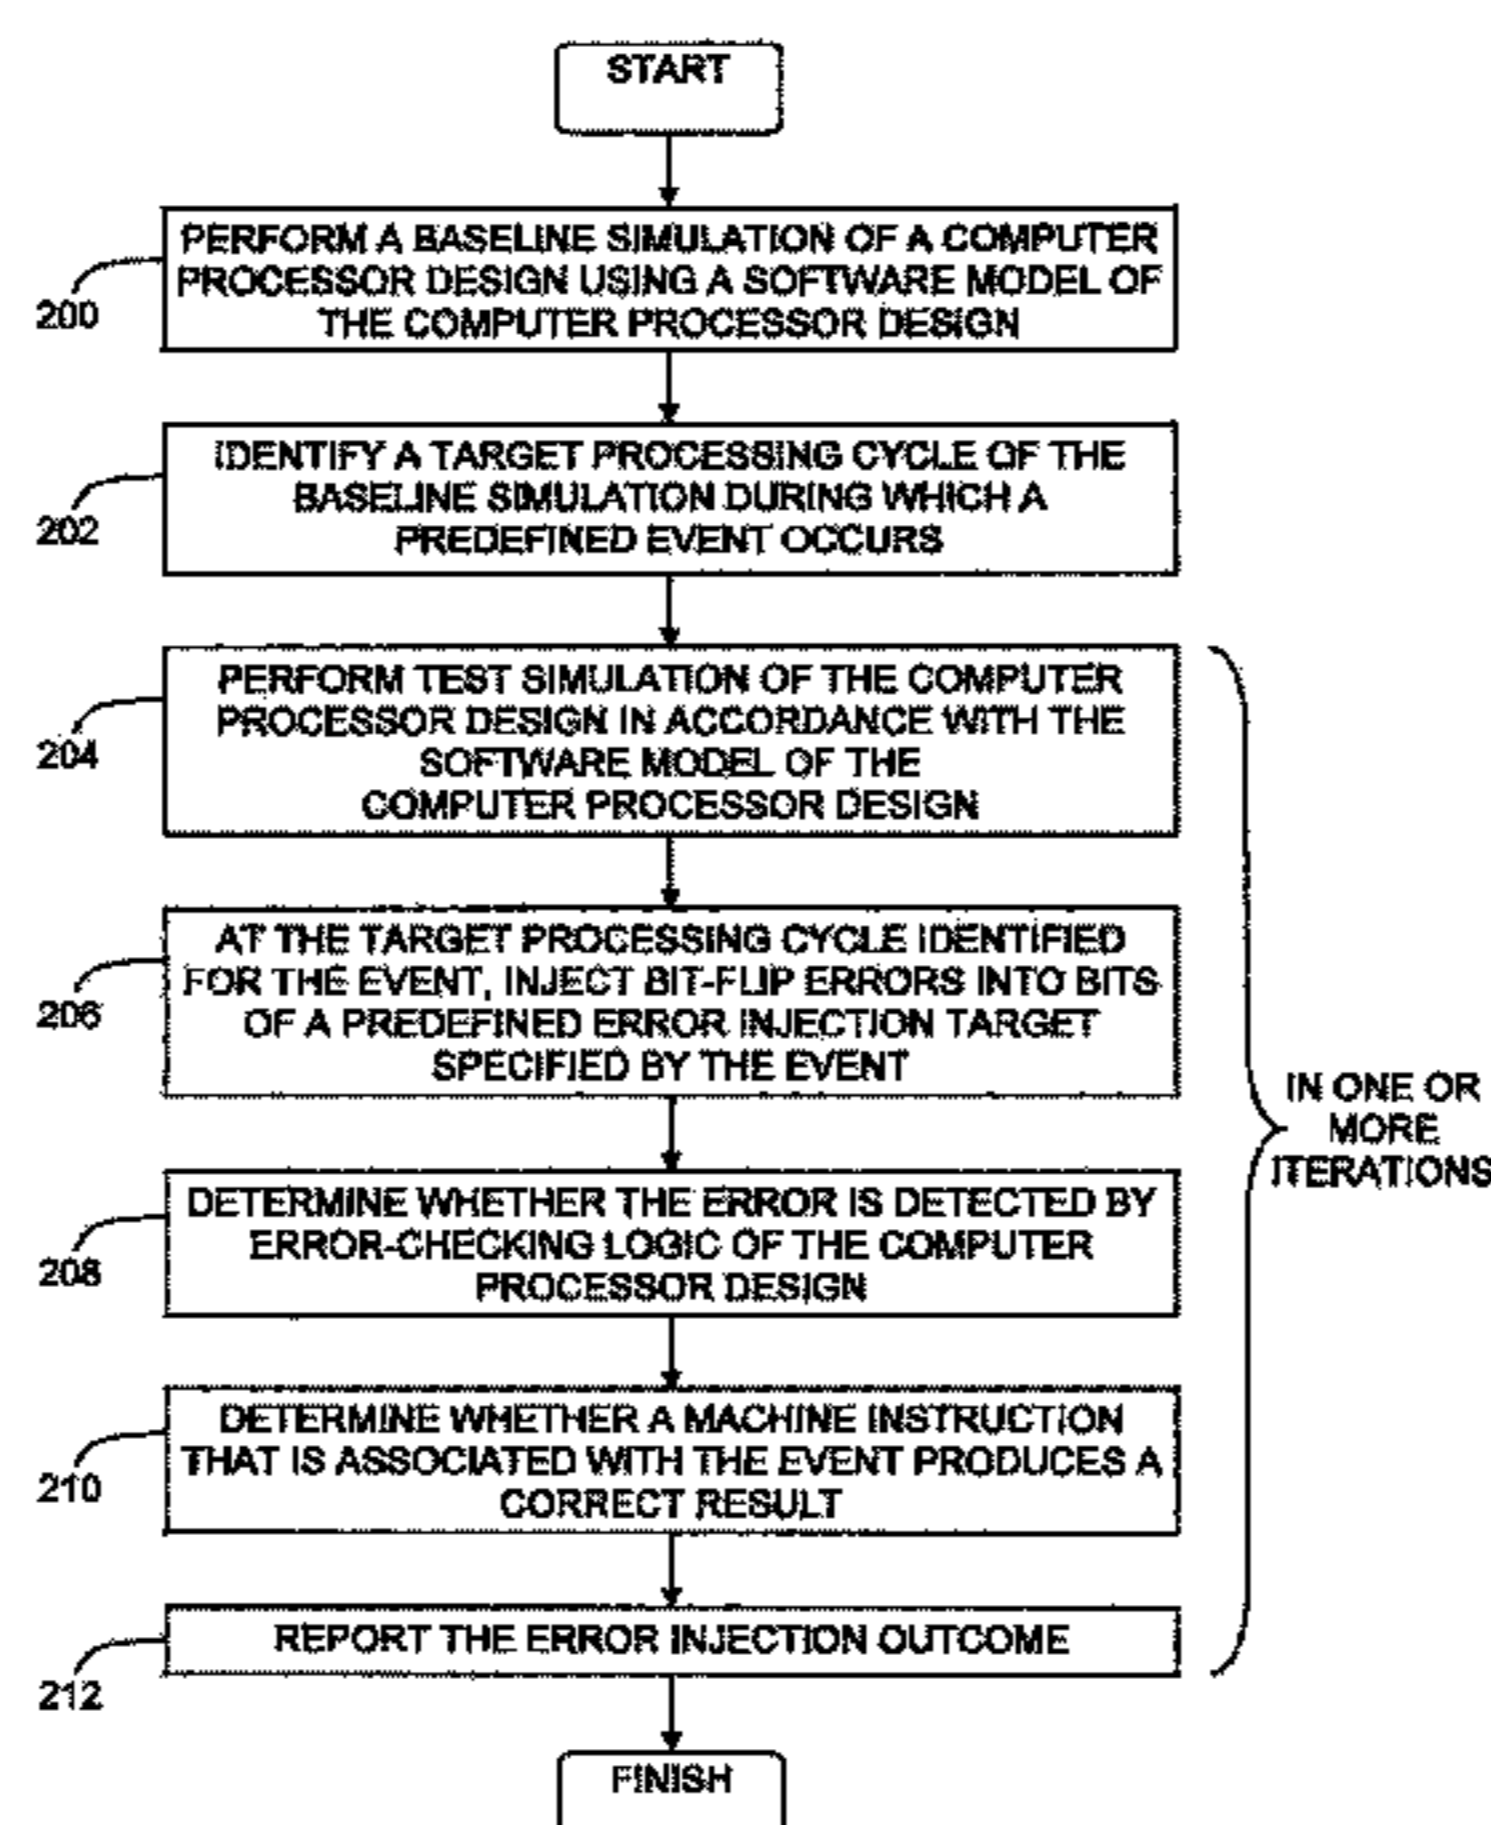 START
PERFORM A BASELINE SIMULATION OF A COMPUTER
PROCESSOR DESIGN USING A SOFTWARE MODEL OF
THE COMPUTER PROCESSOR DESIGN
200
IDENTIFY A TARGET PROCESSING CYCLE OF THE
BASELINE SIMULATION DURING WHICH A
PREDEFINED EVENT OCCURS
202
PERFORM TEST SIMULATION OF THE COMPUTER
PROCESSOR DESIGN IN ACCORDANCE WITH THE
SOFTWARE MODEL OF THE
COMPUTER PROCESSOR DESIGN
204
AT THE TARGET PROCESSING CYCLE IDENTIFIED
FOR THE EVENT, INJECT BIT-FLIP ERRORS INTO BITS
OF A PREDEFINED ERROR INJECTION TARGET
SPECIFIED BY THE EVENT
206
IN ONE OR
MORE
ITERATIONS
DETERMINE WHETHER THE ERROR IS DETECTED BY
ERROR-CHECKING LOGIC OF THE COMPUTER
PROCESSOR DESIGN
208
DETERMINE WHETHER A MACHINE INSTRUCTION
THAT IS ASSOCIATED WITH THE EVENT PRODUCES A
CORRECT RESULT
210
REPORT THE ERROR INJECTION OUTCOME
212
FINISH